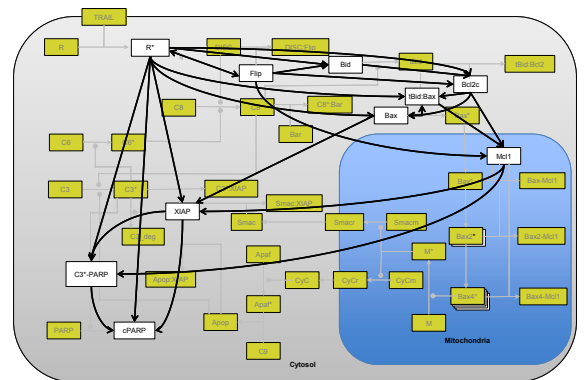 TRAIL
R
R*
DISC
DISC:Flip
Bid
tBid:Bcl2
Flip
Bcl2c
tBid:Bax
C8
C8*:Bar
Bax
Bax*
Bar
C8
C8*
Mcl1
C3
C3*
C3*:XIAP
Bax-Mcl1
Smac:XIAP
XIAP
Smac
Smacr
Smacm
C3_deg
Bax2*
Bax2-Mcl1
Apaf
M*
C3*-PARP
Apop:XIAP
CyC
CyCr
CyCm
Apaf*
Bax4*
Bax4-Mcl1
PARP
cPARP
Apop
M
Mitochondria
C9
Cytosol